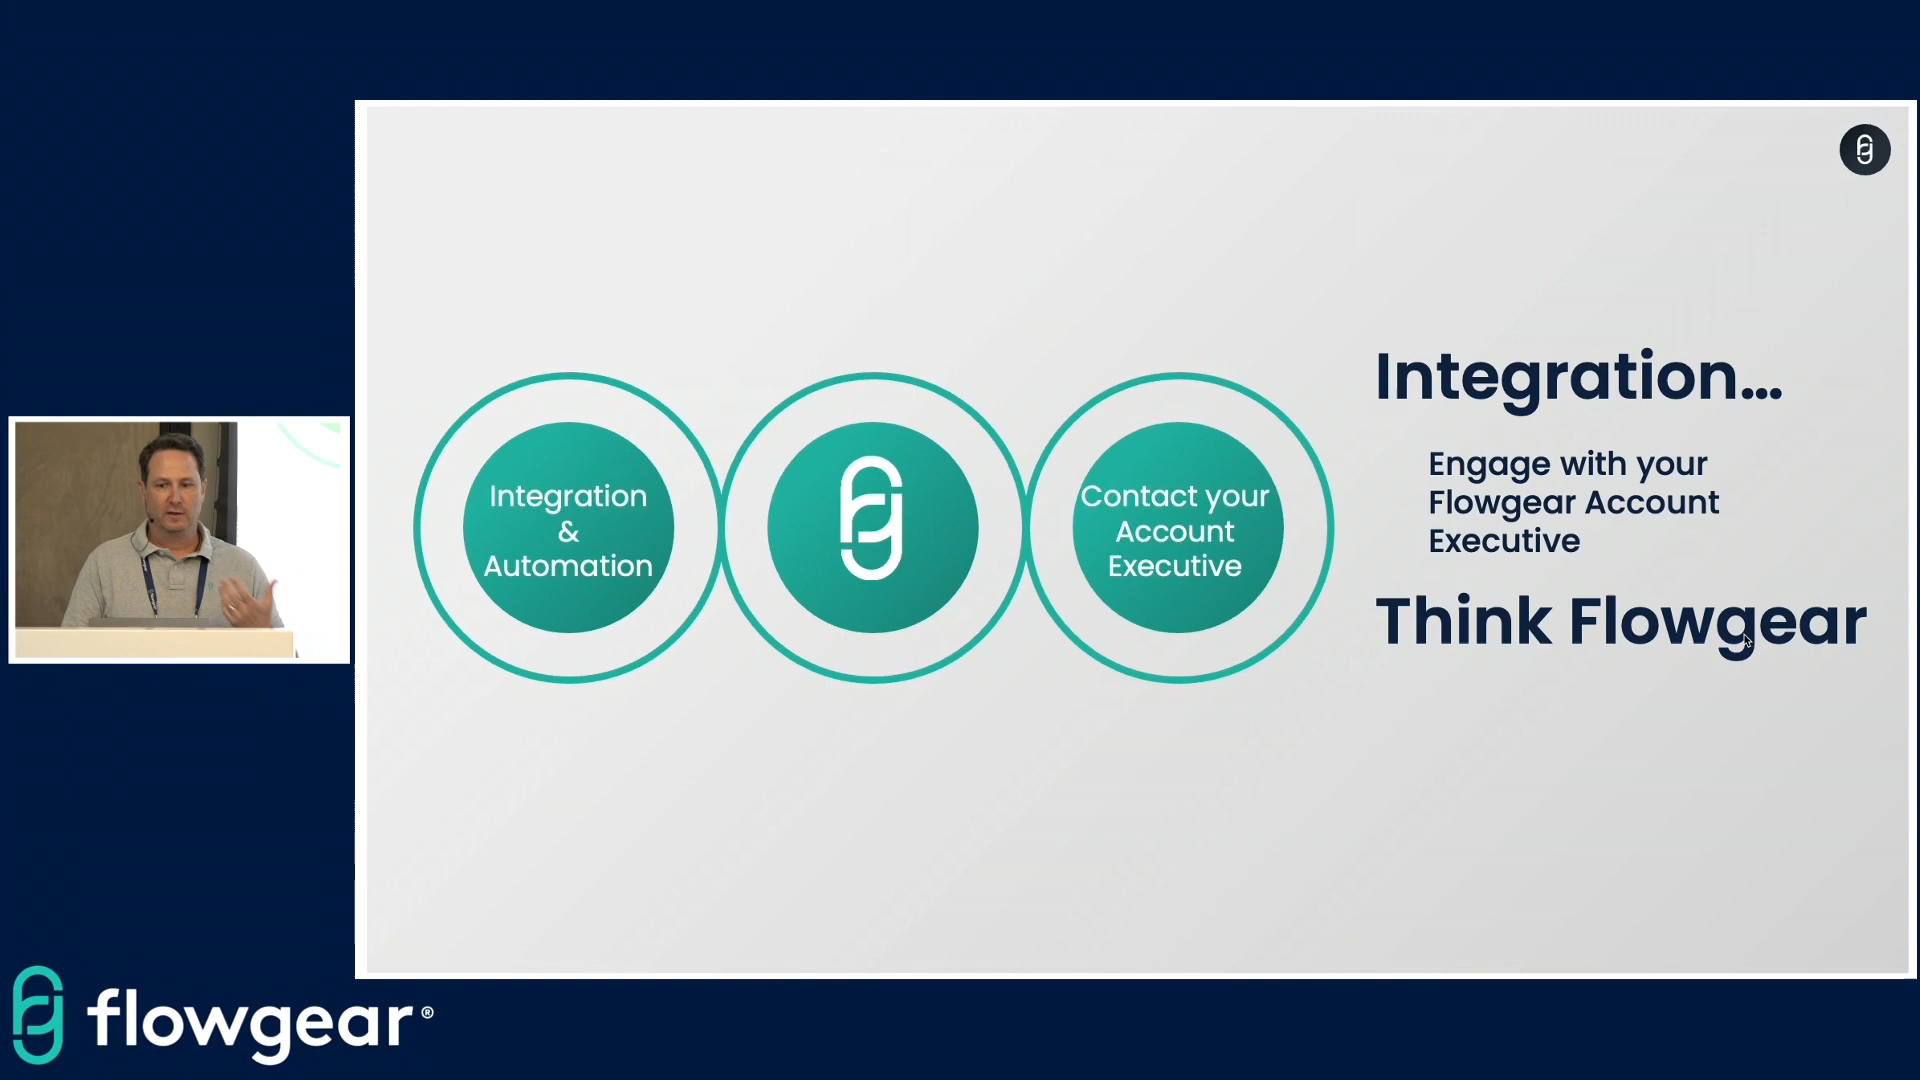 Integration
&
Automation
Contact your
Account
Executive
Integration...
Engage with your
Flowgear Account
Executive
Think Flowgear
flowgear®